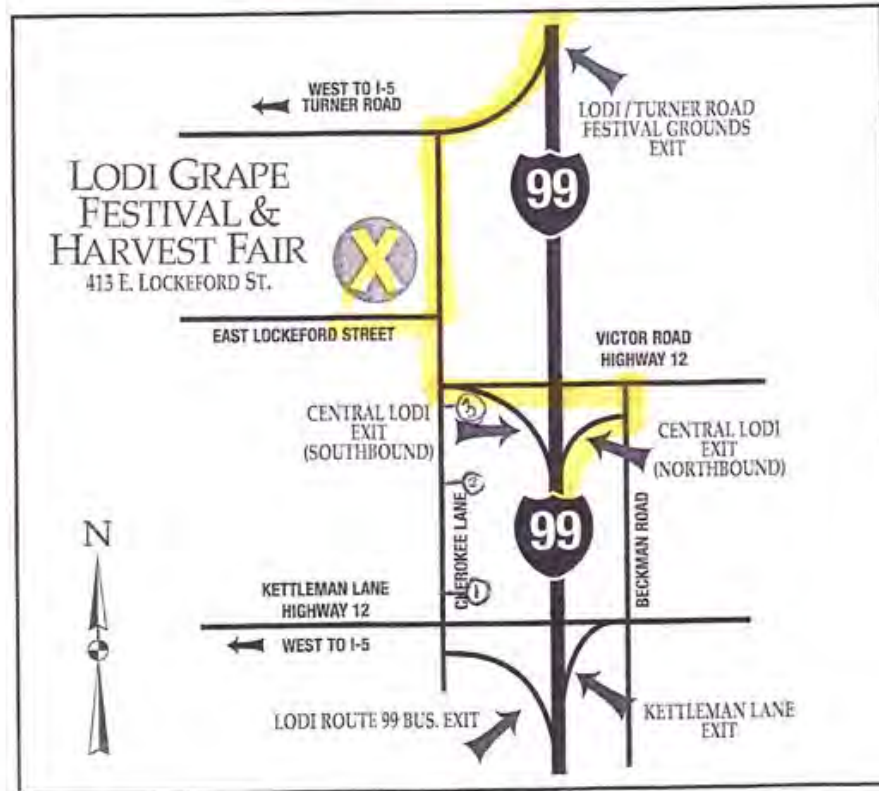 WEST TO I-5
TURNER ROAD
LODI / TURNER ROAD
FESTIVAL GROUNDS
EXIT
99
LODI GRAPE
FESTIVAL &
HARVEST FAIR
413 E. LOCKEFORD ST.
X
EAST LOCKEFORD STREET
VICTOR ROAD
HIGHWAY 12
CENTRAL LODI
EXIT
(SOUTHBOUND)
3
CENTRAL LODI
EXIT
(NORTHBOUND)
2
99
CHEROKEE LANE
BECKMAN ROAD
N
1
KETTLEMAN LANE
HIGHWAY 12
WEST TO I-5
LODI ROUTE 99 BUS. EXIT
KETTLEMAN LANE
EXIT